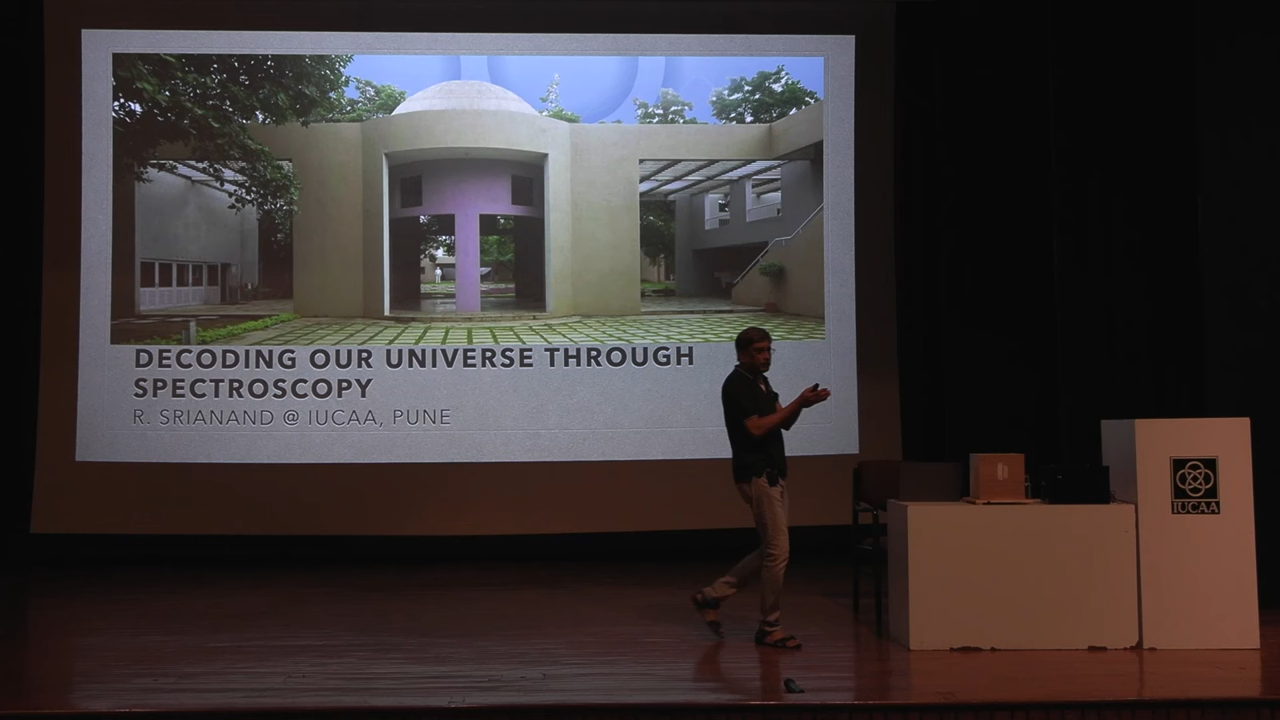 DECODING OUR UNIVERSE THROUGH
SPECTROSCOPY
R. SRIANAND @ IUCAA, PUNE
IUCAA